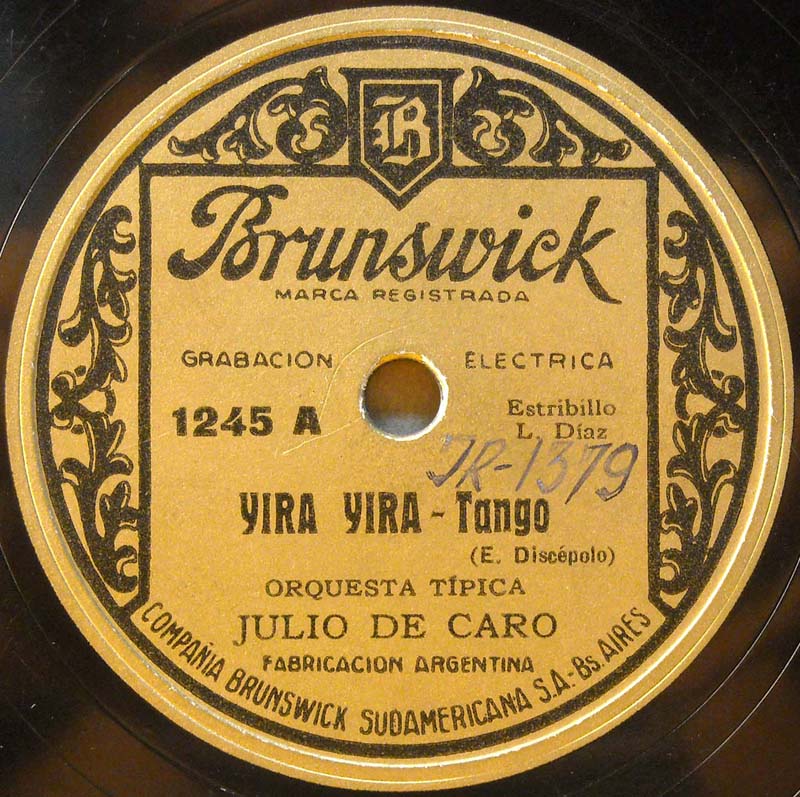 B
Brunswick
MARCA REGISTRADA
GRABACION ELECTRICA
1245 A
Estribillo
L. Díaz
JR-1379
YIRA YIRA - Tango
(E. Discépolo)
ORQUESTA TÍPICA
JULIO DE CARO
FABRICACION ARGENTINA
COMPAÑIA BRUNSWICK SUDAMERICANA S.A.-Bs. AIRES